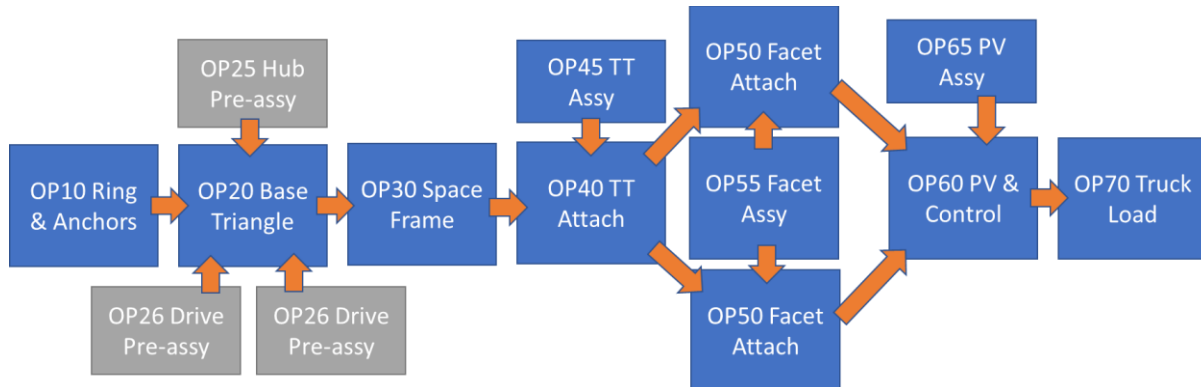 OP25 Hub
Pre-assy
OP45 TT
Assy
OP50 Facet
Attach
OP65 PV
Assy
OP10 Ring
& Anchors
OP20 Base
Triangle
OP30 Space
Frame
OP40 TT
Attach
OP55 Facet
Assy
OP60 PV &
Control
OP70 Truck
Load
OP26 Drive
Pre-assy
OP26 Drive
Pre-assy
OP50 Facet
Attach